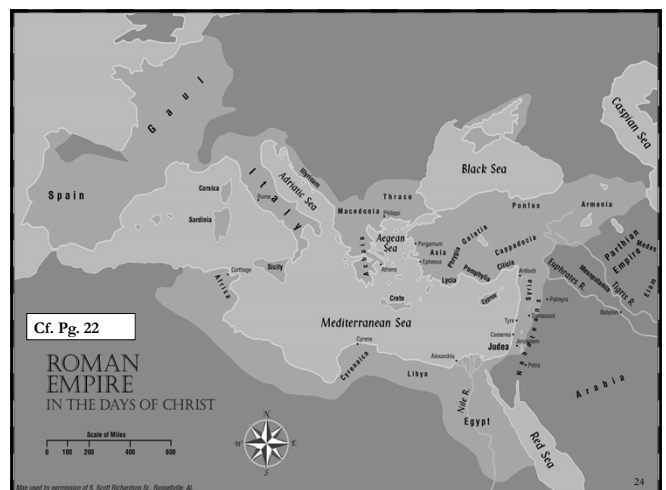 Gaul
Caspian Sea
Black Sea
Spain
Corsica
Italy
Rome
Adriatic Sea
Illyrium
Sardinia
Thrace
Macedonia
Philippi
Pontus
Armenia
Aegean
Sea
Pergamum
Asia
Ephesus
Phrygia
Galatia
Cappadocia
Parthian
Empire
Medes
Achaia
Athens
Carthage
Sicily
Africa
Lycia
Pamphylia
Cilicia
Antioch
Euphrates R.
Mesopotamia
Tigris R.
Elam
Crete
Cyprus
Syria
Palmyra
Babylon
Cf. Pg. 22
Mediterranean Sea
Tyre
Damascus
Caesarea
Jerusalem
Judea
Nabateans
Cyrene
Cyrenaica
Alexandria
Petra
ROMAN
EMPIRE
IN THE DAYS OF CHRIST
Libya
Arabia
Nile R.
Egypt
Red Sea
Scale of Miles
0 100 200 400 600
N
W E
S
24
Map used by permission of S. Scott Richardson Sr., Russellville, AL